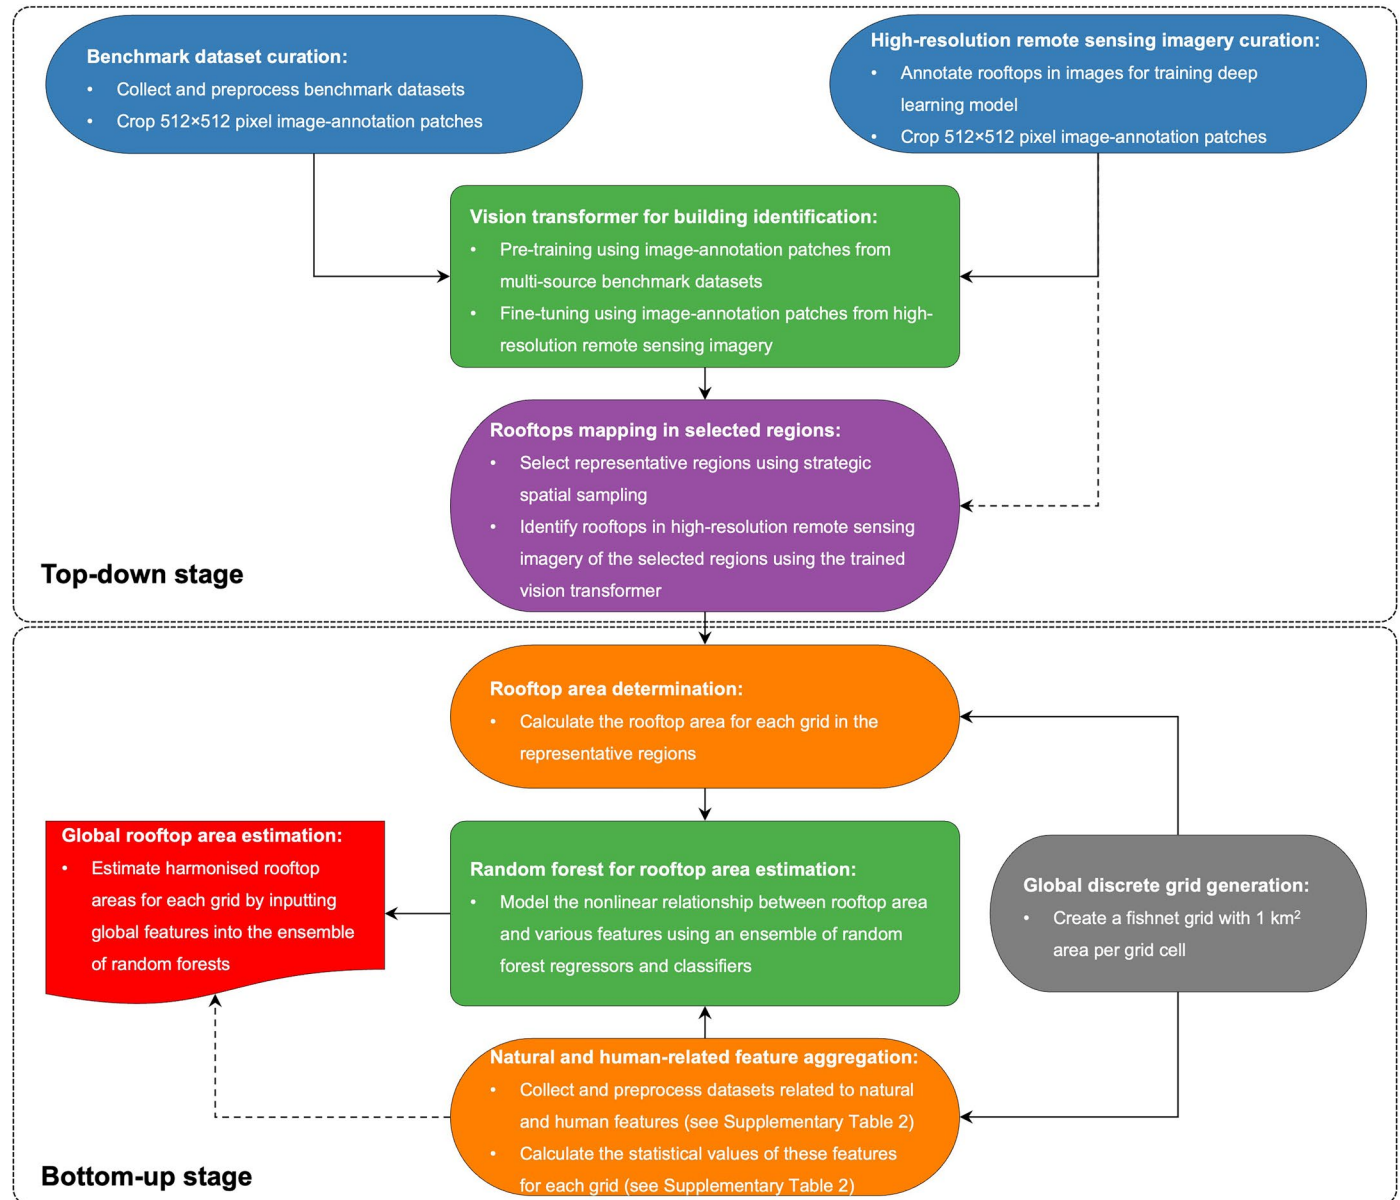 Benchmark dataset curation:
• Collect and preprocess benchmark datasets
• Crop 512×512 pixel image-annotation patches
High-resolution remote sensing imagery curation:
• Annotate rooftops in images for training deep
learning model
• Crop 512×512 pixel image-annotation patches
Vision transformer for building identification:
• Pre-training using image-annotation patches from
multi-source benchmark datasets
• Fine-tuning using image-annotation patches from high-
resolution remote sensing imagery
Rooftops mapping in selected regions:
• Select representative regions using strategic
spatial sampling
• Identify rooftops in high-resolution remote sensing
imagery of the selected regions using the trained
vision transformer
Top-down stage
Rooftop area determination:
• Calculate the rooftop area for each grid in the
representative regions
Global rooftop area estimation:
• Estimate harmonised rooftop
areas for each grid by inputting
global features into the ensemble
of random forests
Random forest for rooftop area estimation:
• Model the nonlinear relationship between rooftop area
and various features using an ensemble of random
forest regressors and classifiers
Global discrete grid generation:
• Create a fishnet grid with 1 km²
area per grid cell
Natural and human-related feature aggregation:
• Collect and preprocess datasets related to natural
and human features (see Supplementary Table 2)
• Calculate the statistical values of these features
for each grid (see Supplementary Table 2)
Bottom-up stage